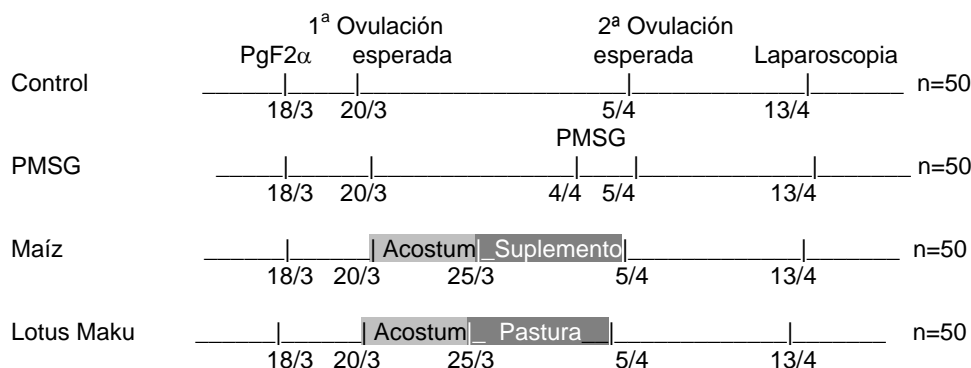 1ª Ovulación 2ª Ovulación
PgF2α esperada esperada Laparoscopia
Control n=50
18/3 20/3 5/4 13/4
PMSG
PMSG n=50
18/3 20/3 4/4 5/4 13/4
Maíz Acostum Suplemento n=50
18/3 20/3 25/3 5/4 13/4
Lotus Maku Acostum Pastura n=50
18/3 20/3 25/3 5/4 13/4